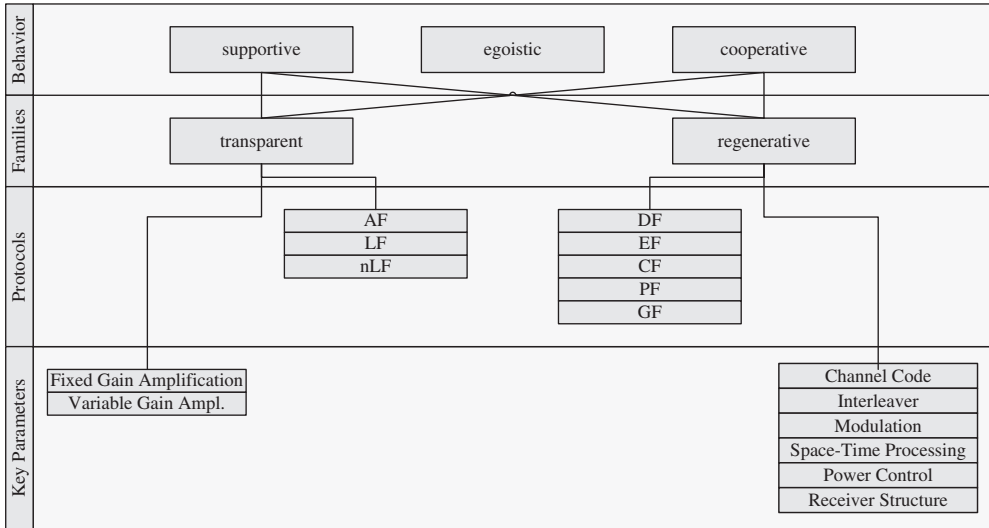 Behavior
supportive
egoistic
cooperative
Families
transparent
regenerative
Protocols
AF
LF
nLF
DF
EF
CF
PF
GF
Key Parameters
Fixed Gain Amplification
Variable Gain Ampl.
Channel Code
Interleaver
Modulation
Space-Time Processing
Power Control
Receiver Structure